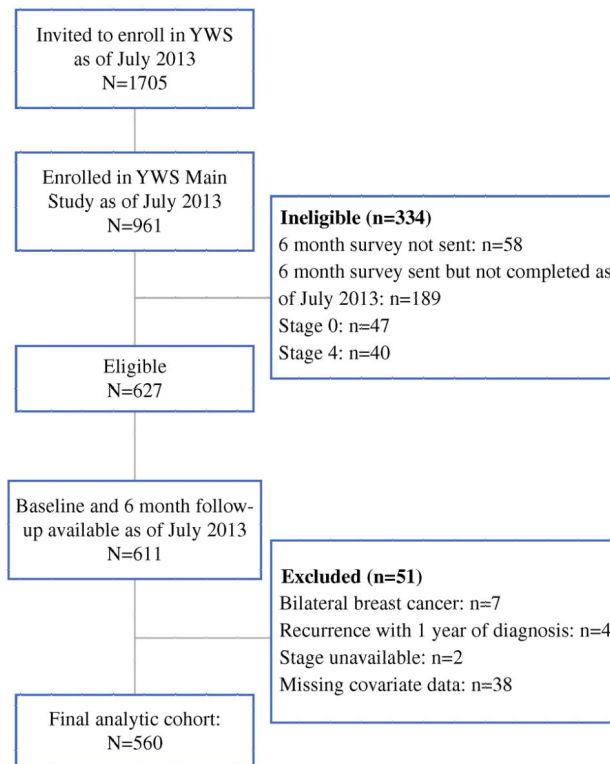 Invited to enroll in YWS
as of July 2013
N=1705
Enrolled in YWS Main
Study as of July 2013
N=961
Ineligible (n=334)
6 month survey not sent: n=58
6 month survey sent but not completed as
of July 2013: n=189
Stage 0: n=47
Stage 4: n=40
Eligible
N=627
Baseline and 6 month follow-
up available as of July 2013
N=611
Excluded (n=51)
Bilateral breast cancer: n=7
Recurrence with 1 year of diagnosis: n=4
Stage unavailable: n=2
Missing covariate data: n=38
Final analytic cohort:
N=560